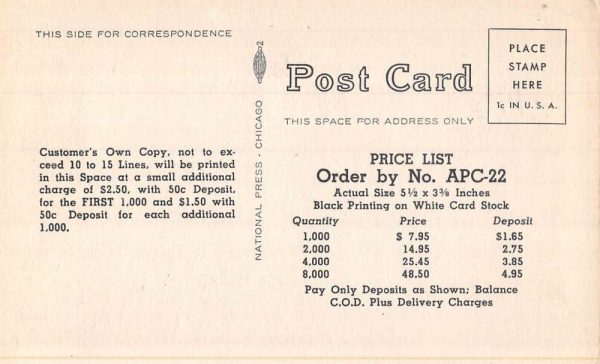 THIS SIDE FOR CORRESPONDENCE
Customer's Own Copy, not to ex-
ceed 10 to 15 Lines, will be printed
in this Space at a small additional
charge of $2.50, with 50c Deposit,
for the FIRST 1,000 and $1.50 with
50c Deposit for each additional
1,000.
2
NATIONAL PRESS - CHICAGO
Post Card
THIS SPACE FOR ADDRESS ONLY
PLACE
STAMP
HERE
1c IN U. S. A.
PRICE LIST
Order by No. APC-22
Actual Size 5½ x 3⅜ Inches
Black Printing on White Card Stock
Quantity Price Deposit
1,000 $ 7.95 $1.65
2,000 14.95 2.75
4,000 25.45 3.85
8,000 48.50 4.95
Pay Only Deposits as Shown; Balance
C.O.D. Plus Delivery Charges